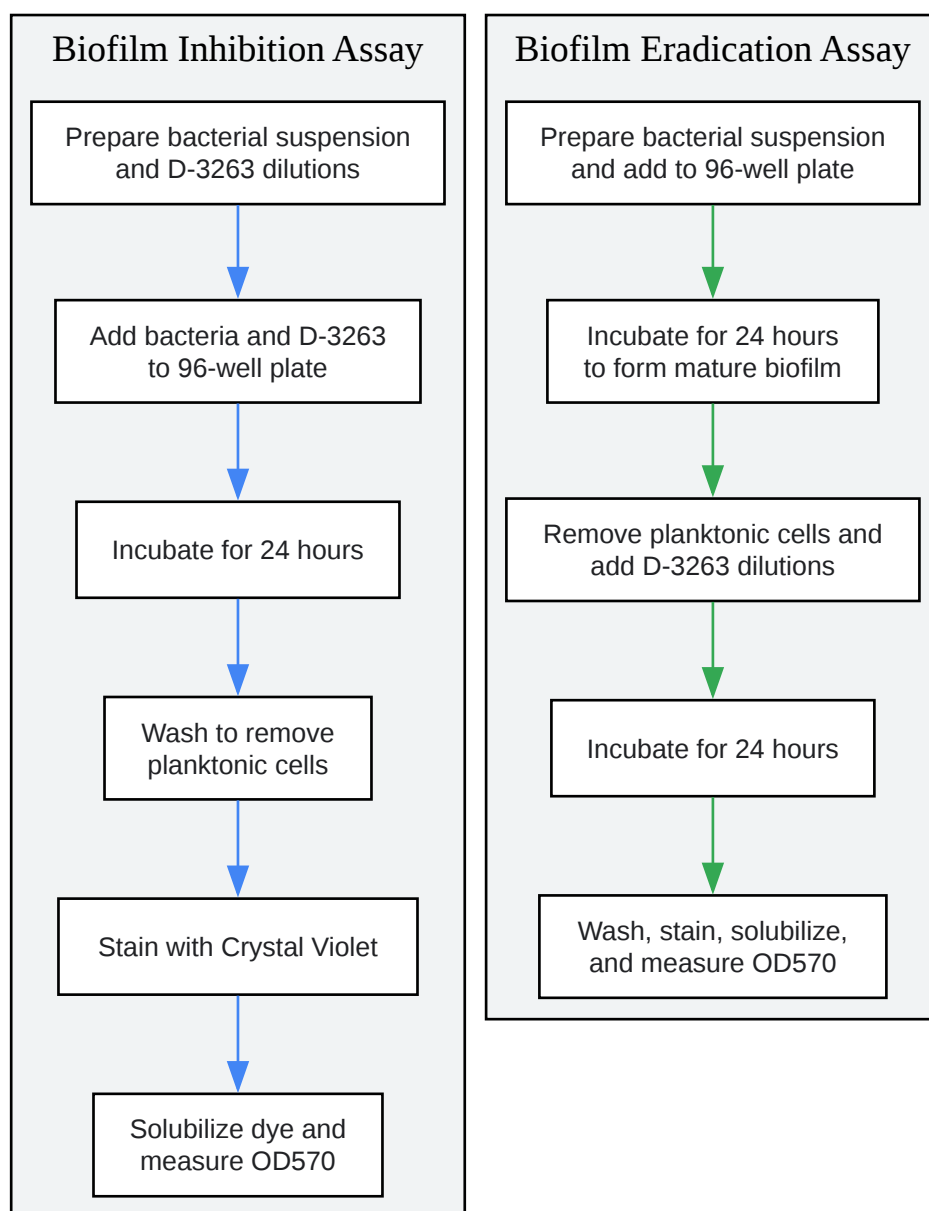 Biofilm Inhibition Assay
Prepare bacterial suspension
and D-3263 dilutions
Add bacteria and D-3263
to 96-well plate
Incubate for 24 hours
Wash to remove
planktonic cells
Stain with Crystal Violet
Solubilize dye and
measure OD570
Biofilm Eradication Assay
Prepare bacterial suspension
and add to 96-well plate
Incubate for 24 hours
to form mature biofilm
Remove planktonic cells and
add D-3263 dilutions
Incubate for 24 hours
Wash, stain, solubilize,
and measure OD570